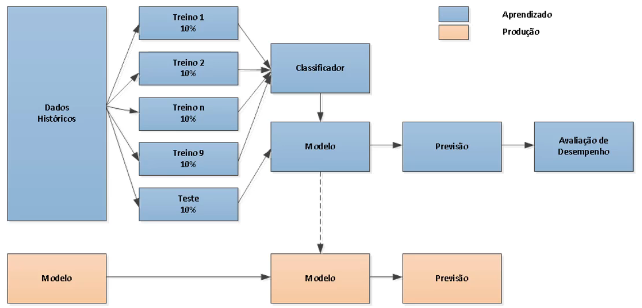 Aprendizado
Produção
Dados
Históricos
Treino 1
10%
Treino 2
10%
Treino n
10%
Treino 9
10%
Teste
10%
Classificador
Modelo
Previsão
Avaliação de
Desempenho
Modelo
Modelo
Previsão